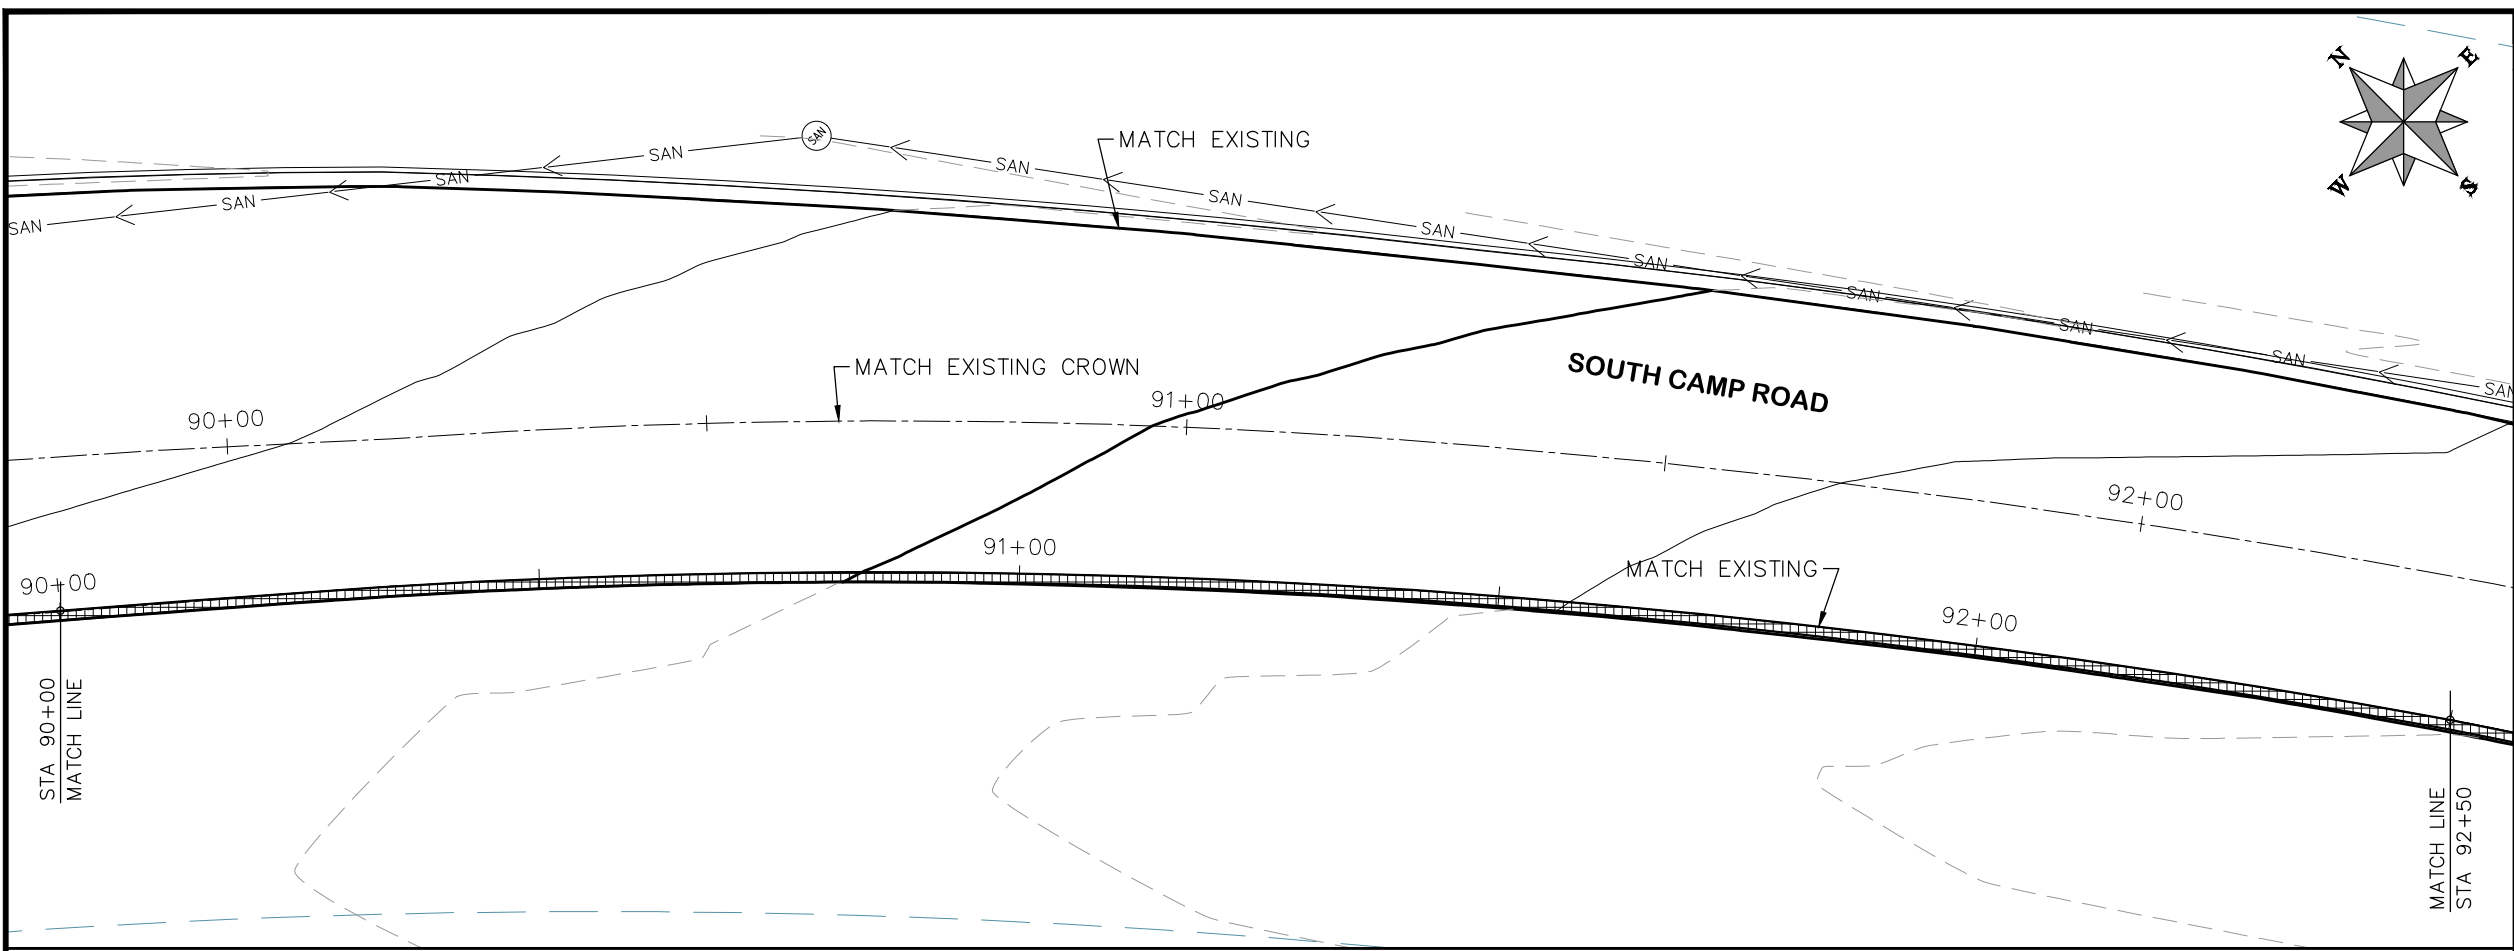 N
E
W
S
SAN
SAN
SAN
SAN
SAN
SAN
SAN
SAN
SAN
SAN
SAN
SAN
SAN
SAN
MATCH EXISTING
MATCH EXISTING CROWN
SOUTH CAMP ROAD
90+00
91+00
92+00
90+00
91+00
MATCH EXISTING
92+00
STA 90+00
MATCH LINE
MATCH LINE
STA 92+50